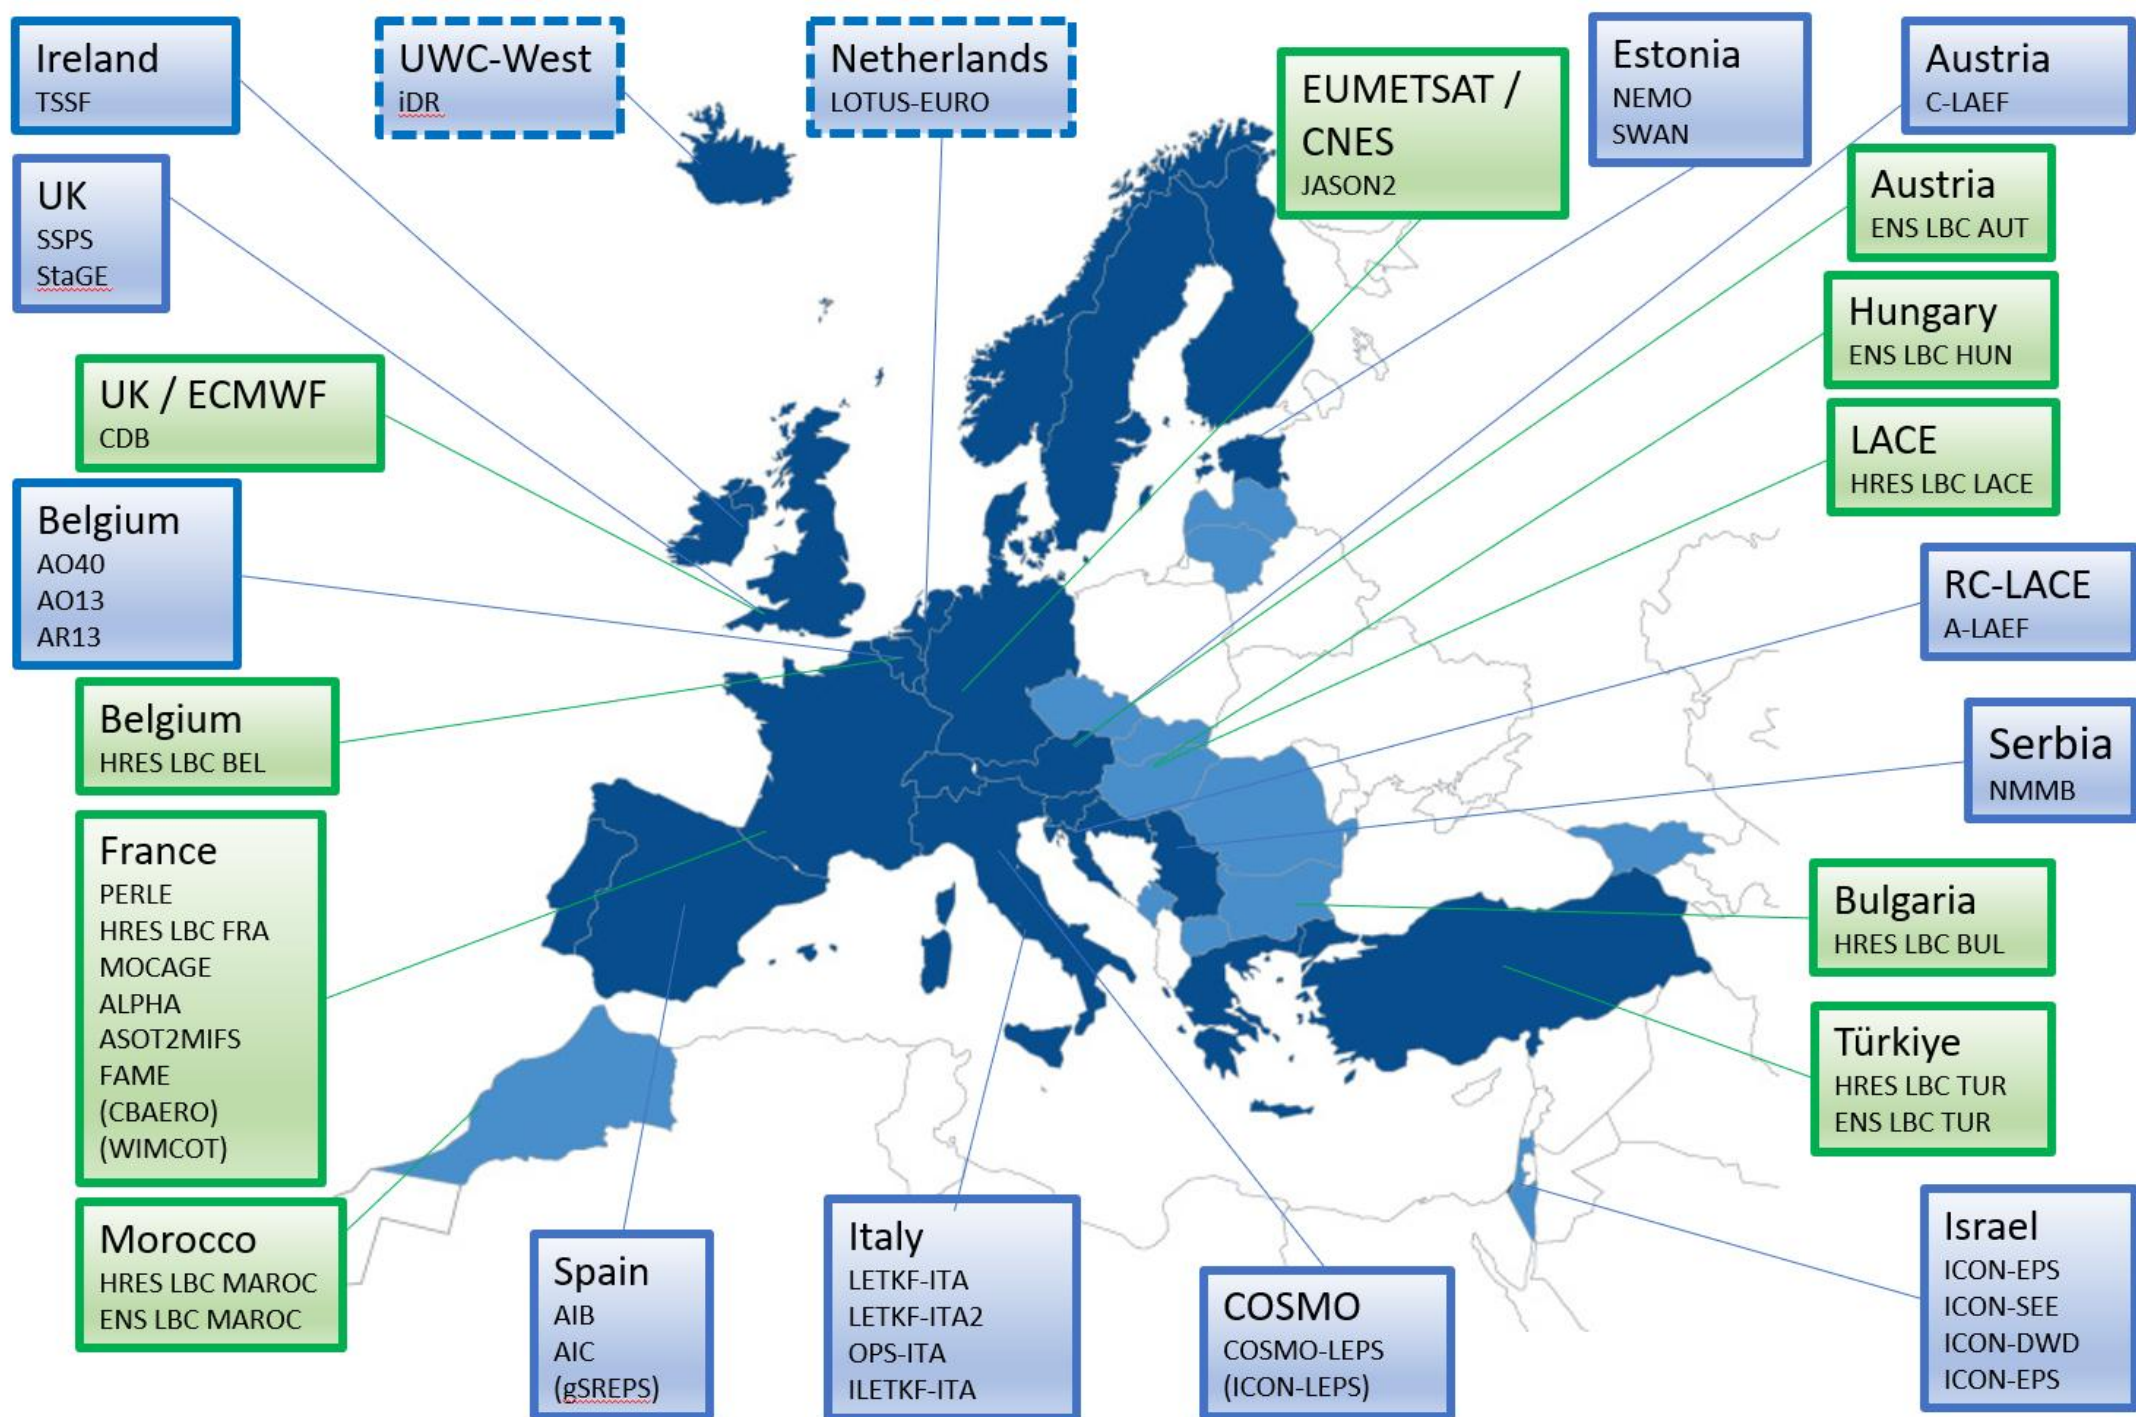 Ireland
TSSF
UWC-West
iDR
Netherlands
LOTUS-EURO
EUMETSAT /
CNES
JASON2
Estonia
NEMO
SWAN
Austria
C-LAEF
UK
SSPS
StaGE
Austria
ENS LBC AUT
Hungary
ENS LBC HUN
UK / ECMWF
CDB
LACE
HRES LBC LACE
Belgium
AO40
AO13
AR13
RC-LACE
A-LAEF
Belgium
HRES LBC BEL
Serbia
NMMB
France
PERLE
HRES LBC FRA
MOCAGE
ALPHA
ASOT2MIFS
FAME
(CBAERO)
(WIMCOT)
Bulgaria
HRES LBC BUL
Türkiye
HRES LBC TUR
ENS LBC TUR
Morocco
HRES LBC MAROC
ENS LBC MAROC
Spain
AIB
AIC
(gSREPS)
Italy
LETKF-ITA
LETKF-ITA2
OPS-ITA
ILETKF-ITA
COSMO
COSMO-LEPS
(ICON-LEPS)
Israel
ICON-EPS
ICON-SEE
ICON-DWD
ICON-EPS